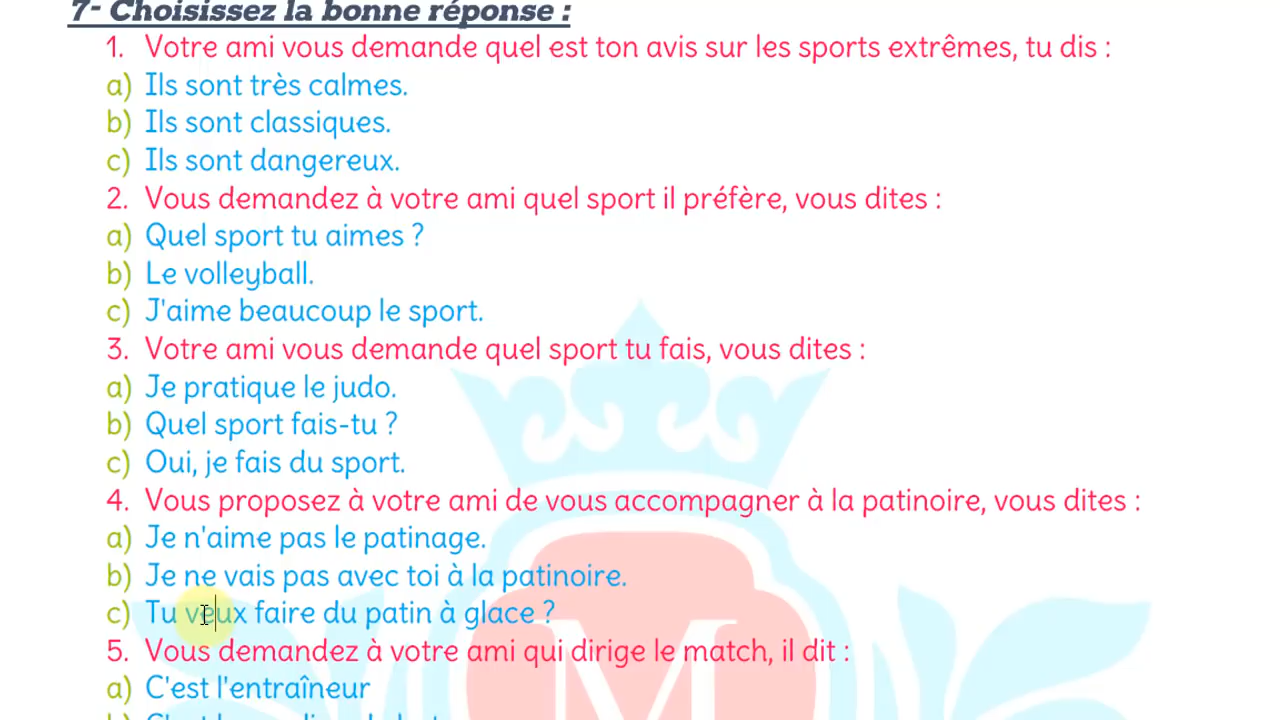 7- Choisissez la bonne réponse :
1. Votre ami vous demande quel est ton avis sur les sports extrêmes, tu dis :
a) Ils sont très calmes.
b) Ils sont classiques.
c) Ils sont dangereux.
2. Vous demandez à votre ami quel sport il préfère, vous dites :
a) Quel sport tu aimes ?
b) Le volleyball.
c) J'aime beaucoup le sport.
3. Votre ami vous demande quel sport tu fais, vous dites :
a) Je pratique le judo.
b) Quel sport fais-tu ?
c) Oui, je fais du sport.
4. Vous proposez à votre ami de vous accompagner à la patinoire, vous dites :
a) Je n'aime pas le patinage.
b) Je ne vais pas avec toi à la patinoire.
c) Tu veux faire du patin à glace ?
5. Vous demandez à votre ami qui dirige le match, il dit :
a) C'est l'entraîneur
M